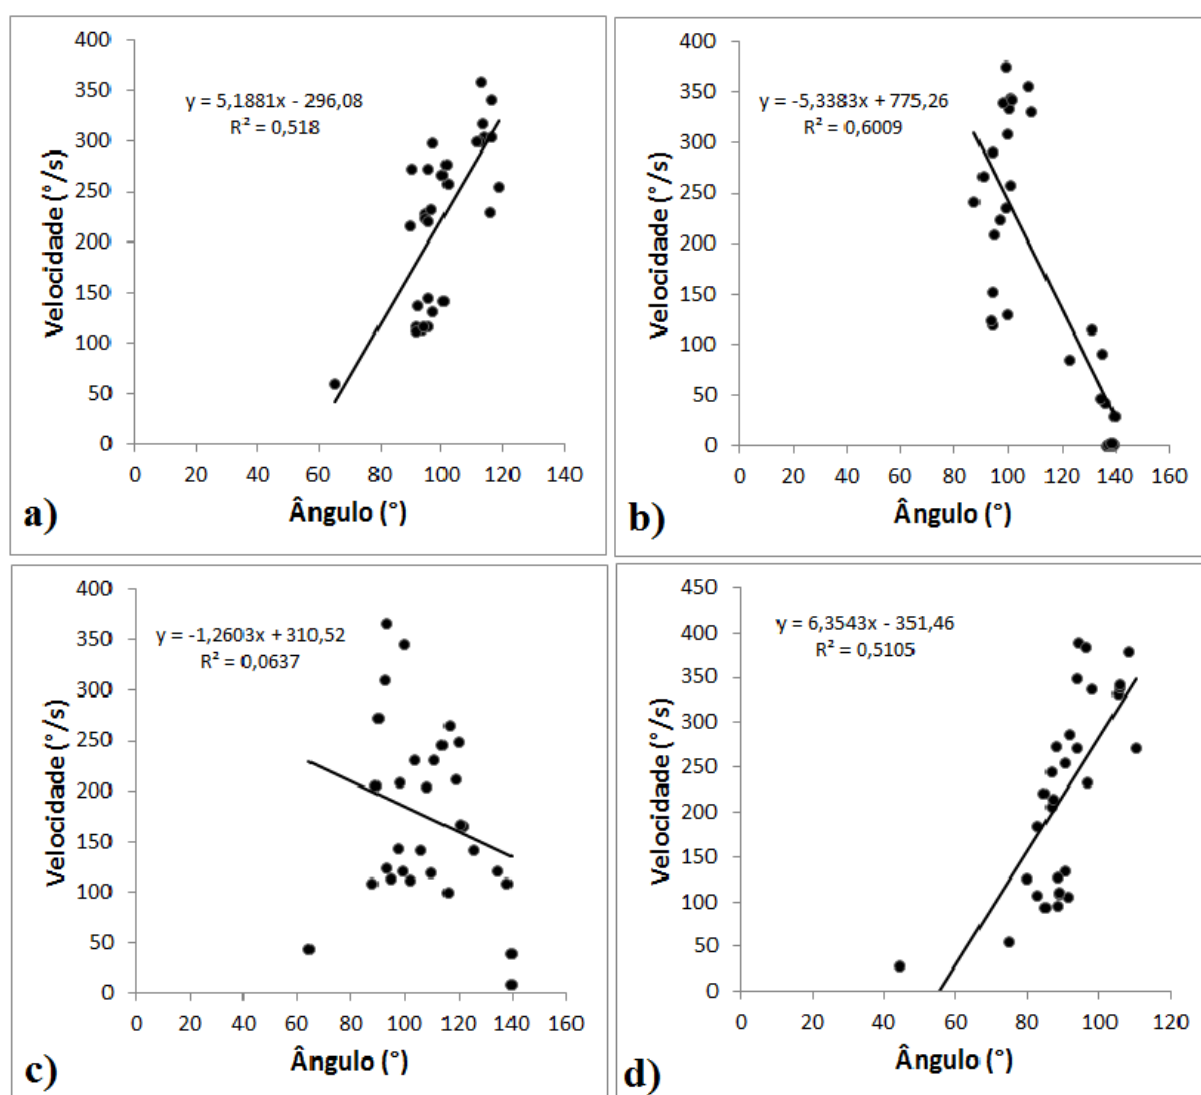 400
350
300
250
200
150
100
50
0
Velocidade (°/s)
y = 5,1881x - 296,08
R² = 0,518
0 20 40 60 80 100 120 140
Ângulo (°)
a)
400
350
300
250
200
150
100
50
0
Velocidade (°/s)
y = -5,3383x + 775,26
R² = 0,6009
0 20 40 60 80 100 120 140 160
Ângulo (°)
b)
400
350
300
250
200
150
100
50
0
Velocidade (°/s)
y = -1,2603x + 310,52
R² = 0,0637
0 20 40 60 80 100 120 140 160
Ângulo (°)
c)
450
400
350
300
250
200
150
100
50
0
Velocidade (°/s)
y = 6,3543x - 351,46
R² = 0,5105
0 20 40 60 80 100 120
Ângulo (°)
d)